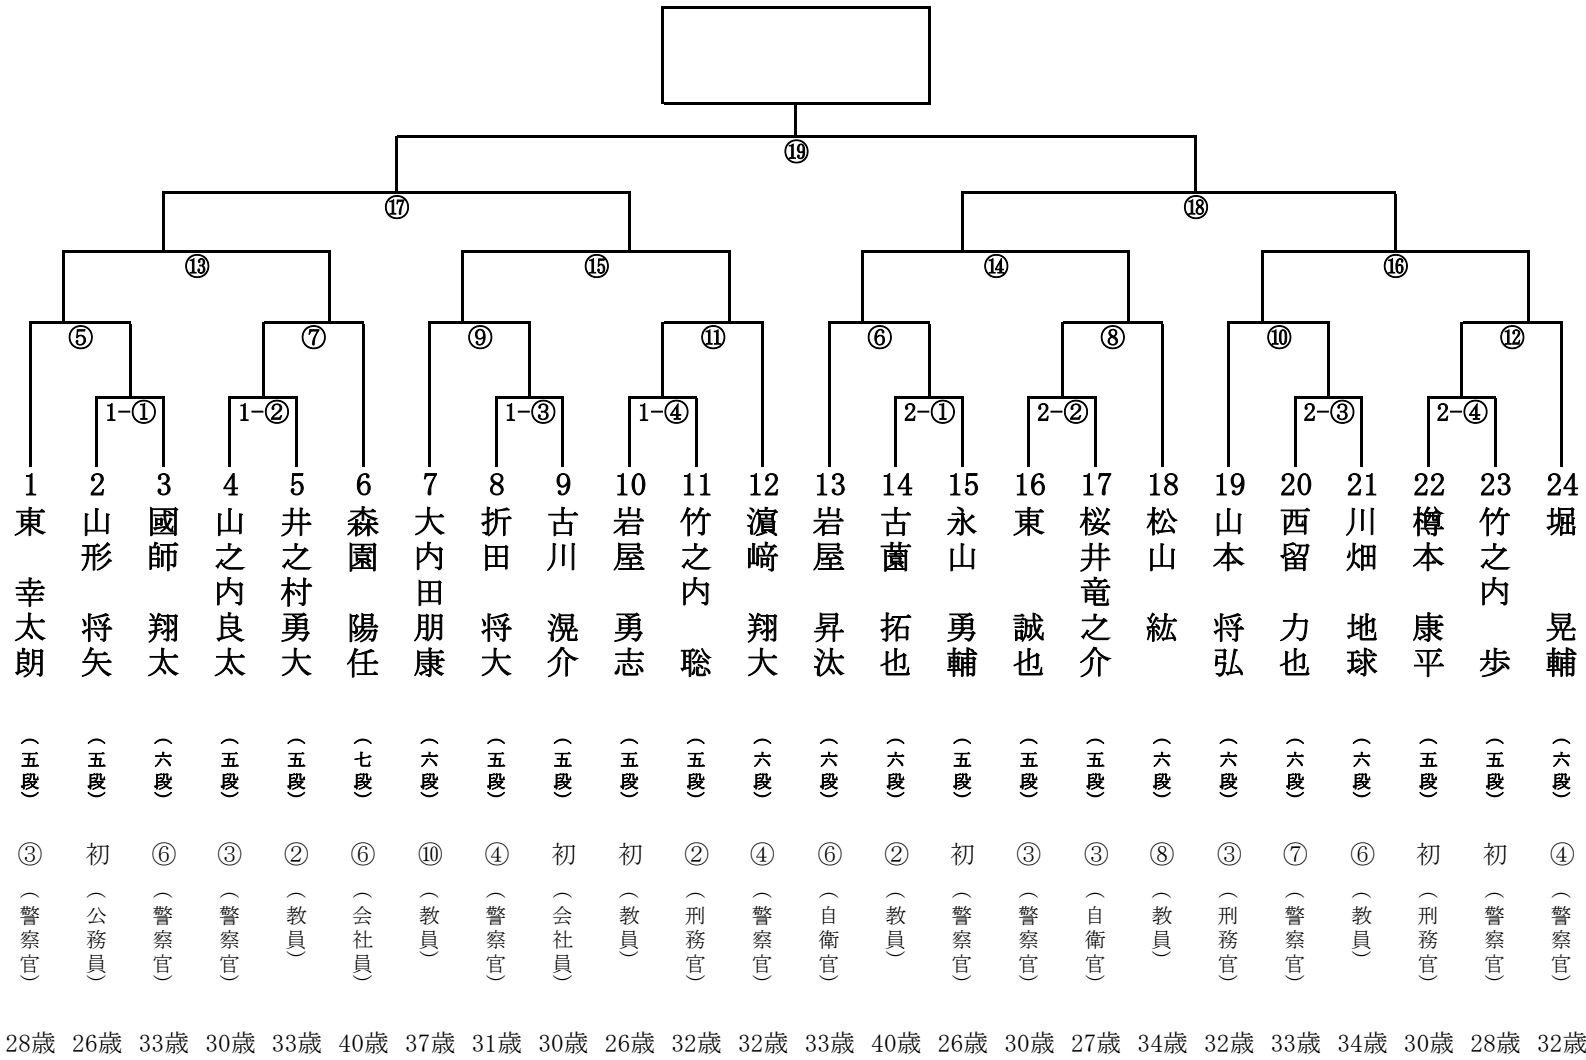 ⑲
⑰ ⑱
⑬ ⑮ ⑭ ⑯
⑤ ⑦ ⑨ ⑪ ⑥ ⑧ ⑩ ⑫
1-① 1-② 1-③ 1-④ 2-① 2-② 2-③ 2-④
1 東 幸太朗 (五段) ③ (警察官) 28歳
2 山形 将矢 (五段) 初 (公務員) 26歳
3 國師 翔太 (六段) ⑥ (警察官) 33歳
4 山之内良太 (五段) ③ (警察官) 30歳
5 井之村勇大 (五段) ② (教員) 33歳
6 森園 陽任 (七段) ⑥ (会社員) 40歳
7 大内田朋康 (六段) ⑩ (教員) 37歳
8 折田 将大 (五段) ④ (警察官) 31歳
9 古川 滉介 (五段) 初 (会社員) 30歳
10 岩屋 勇志 (五段) 初 (教員) 26歳
11 竹之内 聡 (五段) ② (刑務官) 32歳
12 濵﨑 翔大 (六段) ④ (警察官) 32歳
13 岩屋 昇汰 (六段) ⑥ (自衛官) 33歳
14 古薗 拓也 (六段) ② (教員) 40歳
15 永山 勇輔 (五段) 初 (警察官) 26歳
16 東 誠也 (五段) ③ (警察官) 30歳
17 桜井竜之介 (五段) ③ (自衛官) 27歳
18 松山 紘 (六段) ⑧ (教員) 34歳
19 山本 将弘 (六段) ③ (刑務官) 32歳
20 西留 力也 (六段) ⑦ (警察官) 33歳
21 川畑 地球 (六段) ⑥ (教員) 34歳
22 樽本 康平 (五段) 初 (刑務官) 30歳
23 竹之内 歩 (五段) 初 (警察官) 28歳
24 堀 晃輔 (六段) ④ (警察官) 32歳